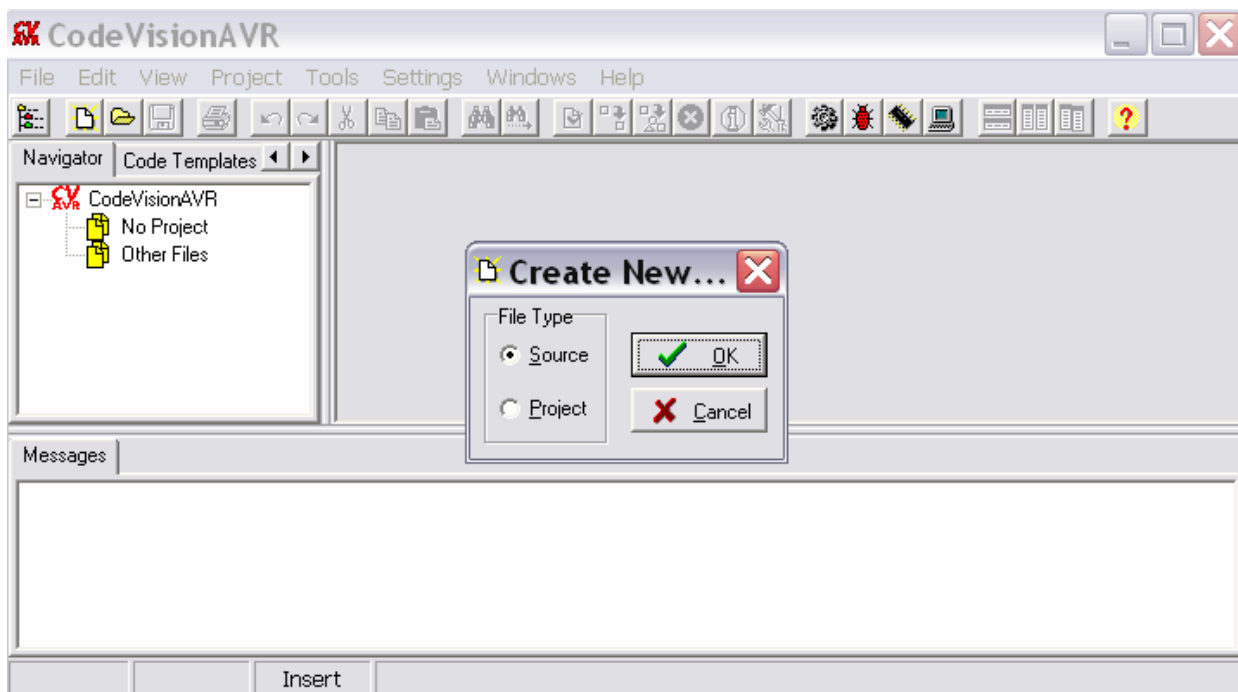 CodeVisionAVR
File Edit View Project Tools Settings Windows Help
Navigator Code Templates
CodeVisionAVR
No Project
Other Files
Create New...
File Type
Source
OK
Project
Cancel
Messages
Insert